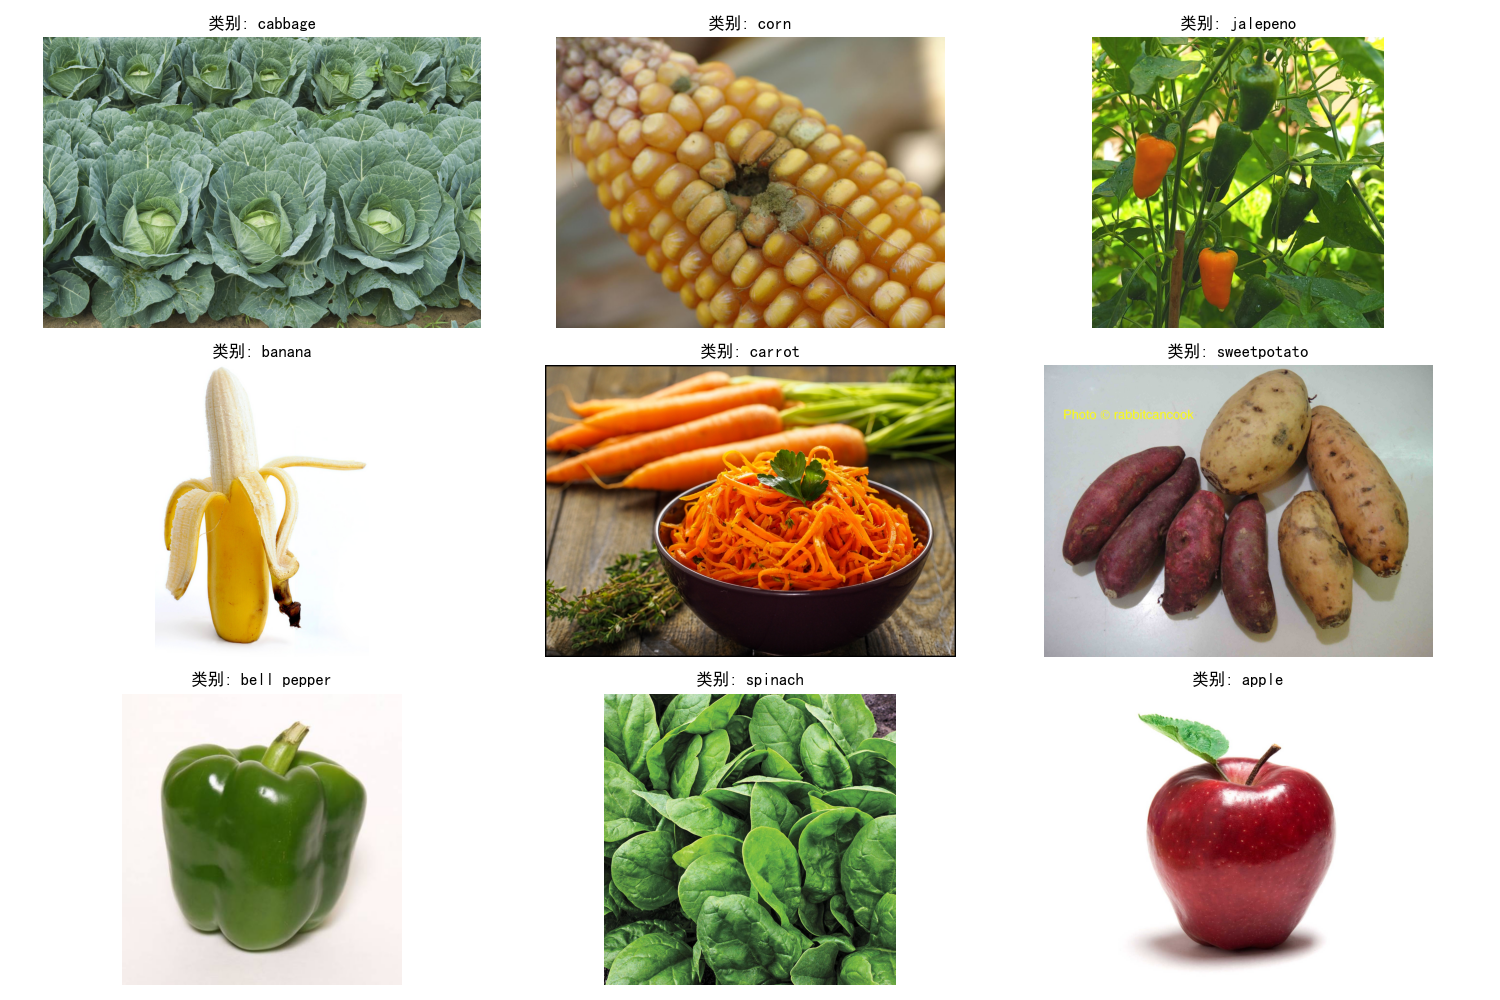 类别: cabbage
类别: corn
类别: jalepeno
类别: banana
类别: carrot
类别: sweetpotato
Photo © rabbitcancook
类别: bell pepper
类别: spinach
类别: apple